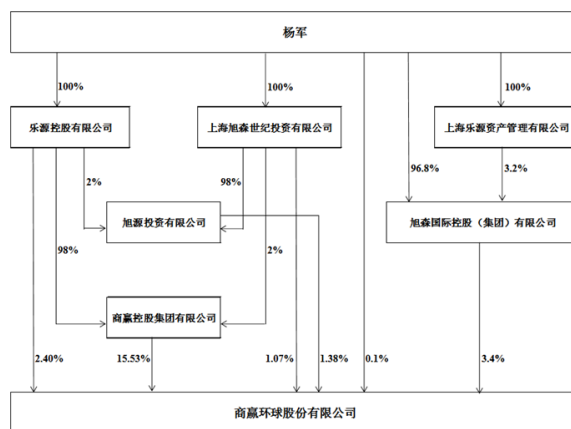 杨军
100%
100%
100%
乐源控股有限公司
上海旭森世纪投资有限公司
上海乐源资产管理有限公司
2%
98%
96.8%
3.2%
旭源投资有限公司
旭森国际控股（集团）有限公司
98%
2%
商赢控股集团有限公司
2.40%
15.53%
1.07%
1.38%
0.1%
3.4%
商赢环球股份有限公司